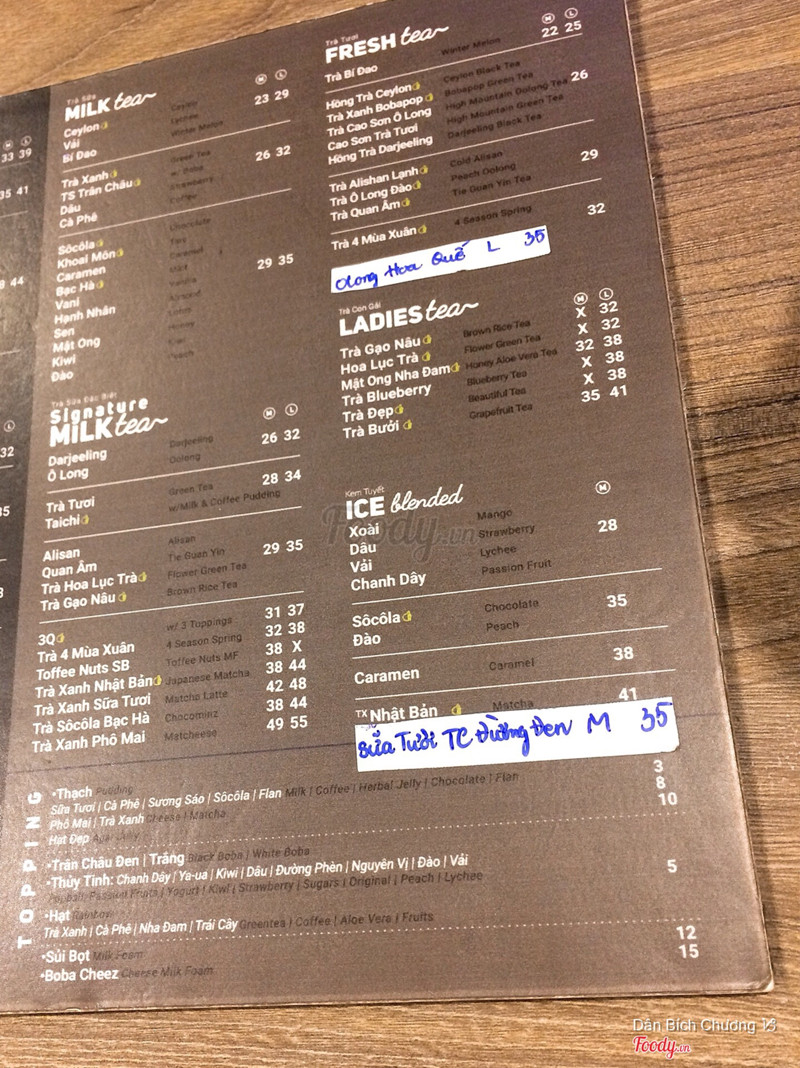 Ⓜ Ⓛ
33 39
35 41
8 44
Ⓛ
32
Trà Sữa
MILK tea
Ⓜ Ⓛ
Ceylon Ceylon 23 29
Vải Lychee
Bí Đao Winter Melon
Trà Xanh Green Tea 26 32
TS Trân Châu w/ Boba
Dâu Strawberry
Cà Phê Coffee
Sôcôla Chocolate
Khoai Môn Taro
Caramen Caramel
Bạc Hà Mint 29 35
Vani Vanilla
Hạnh Nhân Almond
Sen Lotus
Mật Ong Honey
Kiwi Kiwi
Đào Peach
Trà Sữa Đặc Biệt
Signature
MILK tea
Ⓜ Ⓛ
Darjeeling Darjeeling 26 32
Ô Long Oolong
Trà Tươi Green Tea 28 34
Taichi w/Milk & Coffee Pudding
Alisan Alisan
Quan Âm Tie Guan Yin 29 35
Trà Hoa Lục Trà Flower Green Tea
Trà Gạo Nâu Brown Rice Tea
3Q w/ 3 Toppings 31 37
Trà 4 Mùa Xuân 4 Season Spring 32 38
Toffee Nuts SB Toffee Nuts MF 38 X
Trà Xanh Nhật Bản Japanese Matcha 38 44
Trà Xanh Sữa Tươi Matcha Latte 42 48
Trà Sôcôla Bạc Hà Chocominz 38 44
Trà Xanh Phô Mai Matcheese 49 55
Trà Tươi
FRESH tea
Ⓜ Ⓛ
Trà Bí Đao Winter Melon 22 25
Hồng Trà Ceylon Ceylon Black Tea
Trà Xanh Bobapop Bobapop Green Tea
Trà Cao Sơn Ô Long High Mountain Oolong Tea 26
Cao Sơn Trà Tươi High Mountain Green Tea
Hồng Trà Darjeeling Darjeeling Black Tea
Trà Alishan Lạnh Cold Alisan
Trà Ô Long Đào Peach Oolong 29
Trà Quan Âm Tie Guan Yin Tea
Trà 4 Mùa Xuân 4 Season Spring 32
Olong Hoa Quế L 35
Trà Con Gái
LADIES tea
Ⓜ Ⓛ
Trà Gạo Nâu Brown Rice Tea X 32
Hoa Lục Trà Flower Green Tea X 32
Mật Ong Nha Đam Honey Aloe Vera Tea 32 38
Trà Blueberry Blueberry Tea X 38
Trà Đẹp Beautiful Tea X 38
Trà Bưởi Grapefruit Tea 35 41
Kem Tuyết
ICE blended
Ⓜ
Xoài Mango
Dâu Strawberry 28
Vải Lychee
Chanh Dây Passion Fruit
Sôcôla Chocolate 35
Đào Peach
Caramen Caramel 38
TX Nhật Bản Matcha 41
Sữa Tươi TC Đường Đen M 35
TOPPING
•Thạch Pudding
Sữa Tươi | Cà Phê | Sương Sáo | Sôcôla | Flan Milk | Coffee | Herbal Jelly | Chocolate | Flan 3
Phô Mai | Trà Xanh Cheese | Matcha 8
Hạt Đẹp Agar Jelly 10
•Trân Châu Đen | Trắng Black Boba | White Boba
•Thủy Tinh: Chanh Dây | Ya-ua | Kiwi | Dâu | Đường Phèn | Nguyên Vị | Đào | Vải
Popball: Passion Fruits | Yogurt | Kiwi | Strawberry | Sugars | Original | Peach | Lychee 5
•Hạt Rainbow
Trà Xanh | Cà Phê | Nha Đam | Trái Cây Greentea | Coffee | Aloe Vera | Fruits
•Sủi Bọt Milk Foam 12
•Boba Cheez Cheese Milk Foam 15
Foody.vn
Dân Bích Chương
Foody.vn